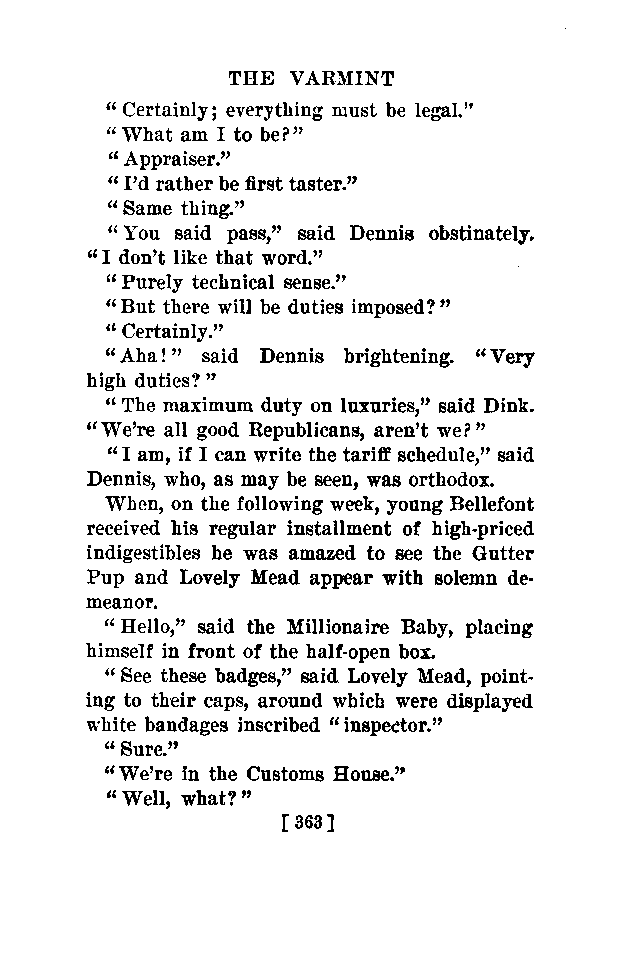 THE VARMINT
“Certainly; everything must be legal.”
“What am I to be?”
“Appraiser.”
“I’d rather be first taster.”
“Same thing.”
“You said pass,” said Dennis obstinately.
“I don’t like that word.”
“Purely technical sense.”
“But there will be duties imposed?”
“Certainly.”
“Aha!” said Dennis brightening. “Very
high duties?”
“The maximum duty on luxuries,” said Dink.
“We’re all good Republicans, aren’t we?”
“I am, if I can write the tariff schedule,” said
Dennis, who, as may be seen, was orthodox.
When, on the following week, young Bellefont
received his regular installment of high-priced
indigestibles he was amazed to see the Gutter
Pup and Lovely Mead appear with solemn de-
meanor.
“Hello,” said the Millionaire Baby, placing
himself in front of the half-open box.
“See these badges,” said Lovely Mead, point-
ing to their caps, around which were displayed
white bandages inscribed “inspector.”
“Sure.”
“We’re in the Customs House.”
“Well, what?”
[363]